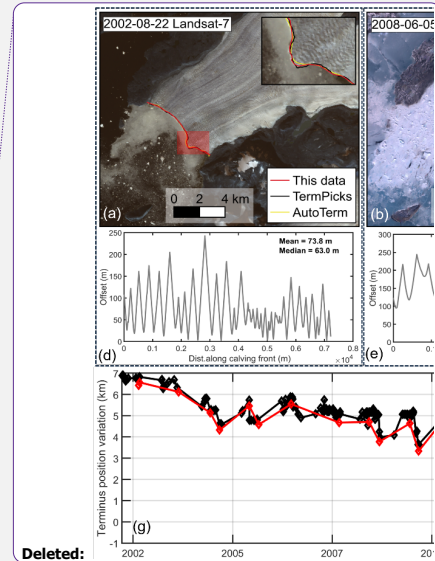 2002-08-22 Landsat-7
2008-06-05
This data
TermPicks
AutoTerm
0 2 4 km
(a)
(b)
Mean = 73.8 m
Median = 63.0 m
Offset (m)
250
200
150
100
50
0
0 0.1 0.2 0.3 0.4 0.5 0.6 0.7 0.8
Dist.along calving front (m)
×10⁴
(d)
Offset (m)
300
200
100
0
0
(e)
Terminus position variation (km)
7
6
5
4
3
2
1
0
-1
(g)
2002 2005 2007
Deleted: